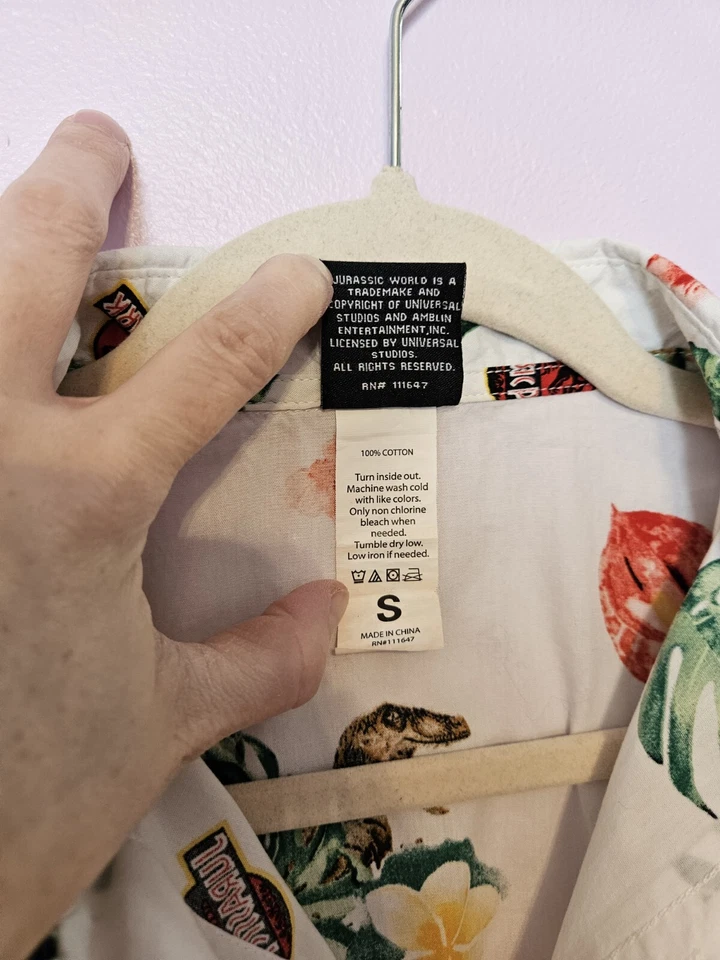 JURASSIC WORLD IS A
TRADEMAKE AND
COPYRIGHT OF UNIVERSAL
STUDIOS AND AMBLIN
ENTERTAINMENT,INC.
LICENSED BY UNIVERSAL
STUDIOS.
ALL RIGHTS RESERVED.
RN# 111647
100% COTTON
Turn inside out.
Machine wash cold
with like colors.
Only non chlorine
bleach when
needed.
Tumble dry low.
Low iron if needed.
S
MADE IN CHINA
RN#111647